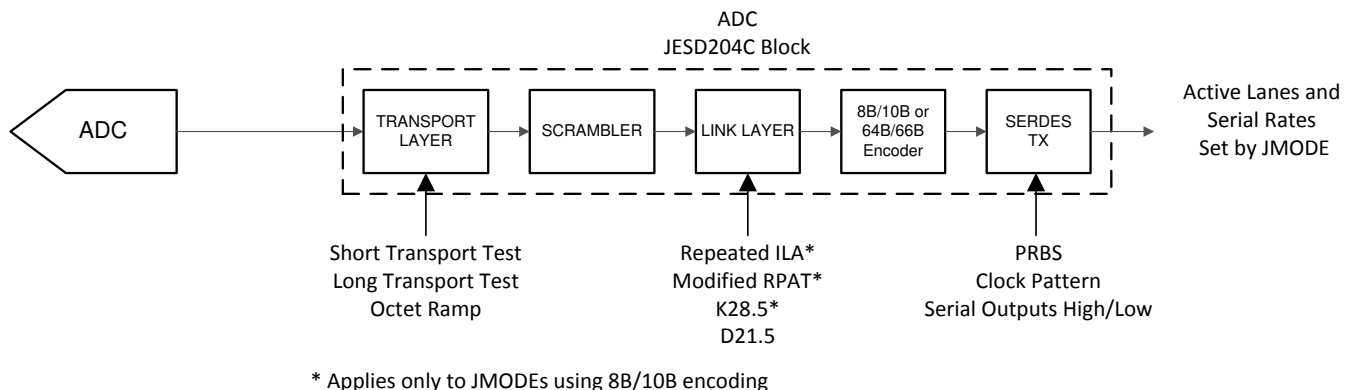 ADC
JESD204C Block
ADC
TRANSPORT
LAYER
SCRAMBLER
LINK LAYER
8B/10B or
64B/66B
Encoder
SERDES
TX
Active Lanes and
Serial Rates
Set by JMODE
Short Transport Test
Long Transport Test
Octet Ramp
Repeated ILA*
Modified RPAT*
K28.5*
D21.5
PRBS
Clock Pattern
Serial Outputs High/Low
* Applies only to JMODEs using 8B/10B encoding